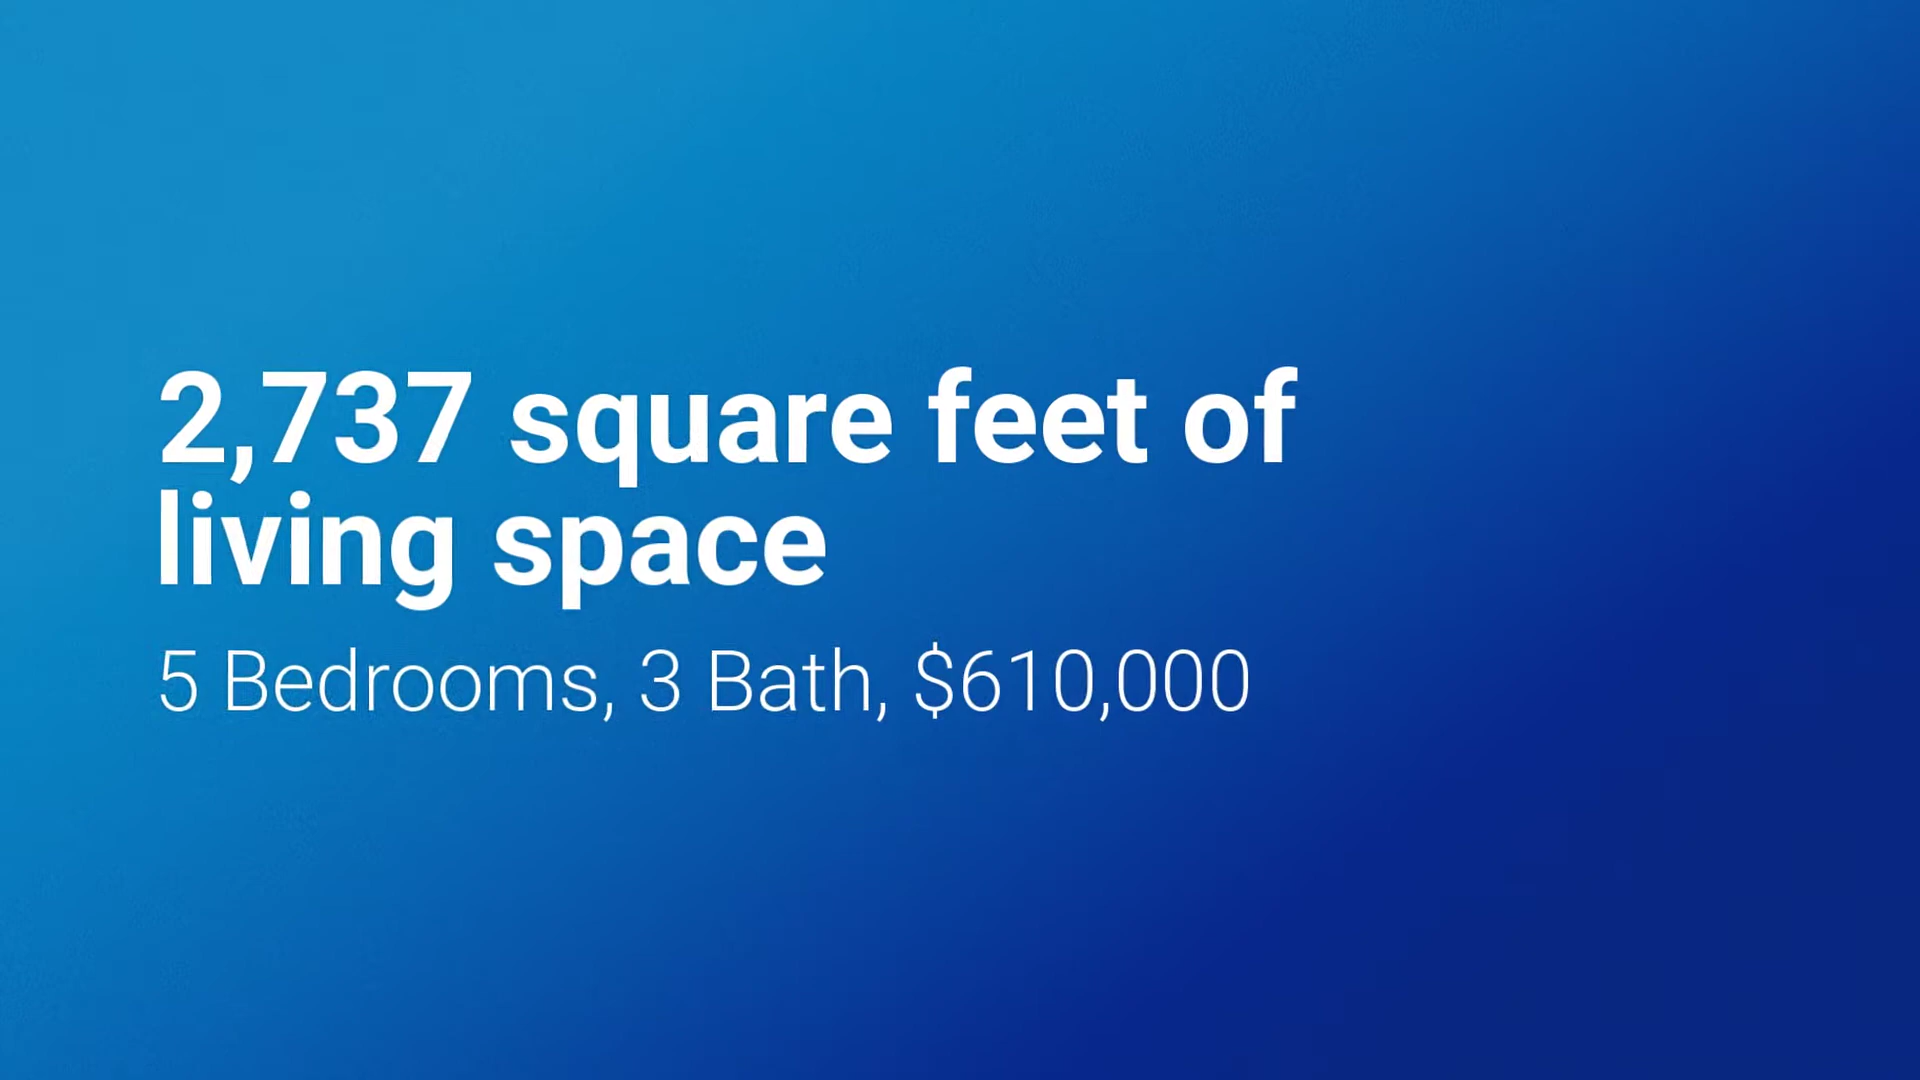 2,737 square feet of
living space
5 Bedrooms, 3 Bath, $610,000